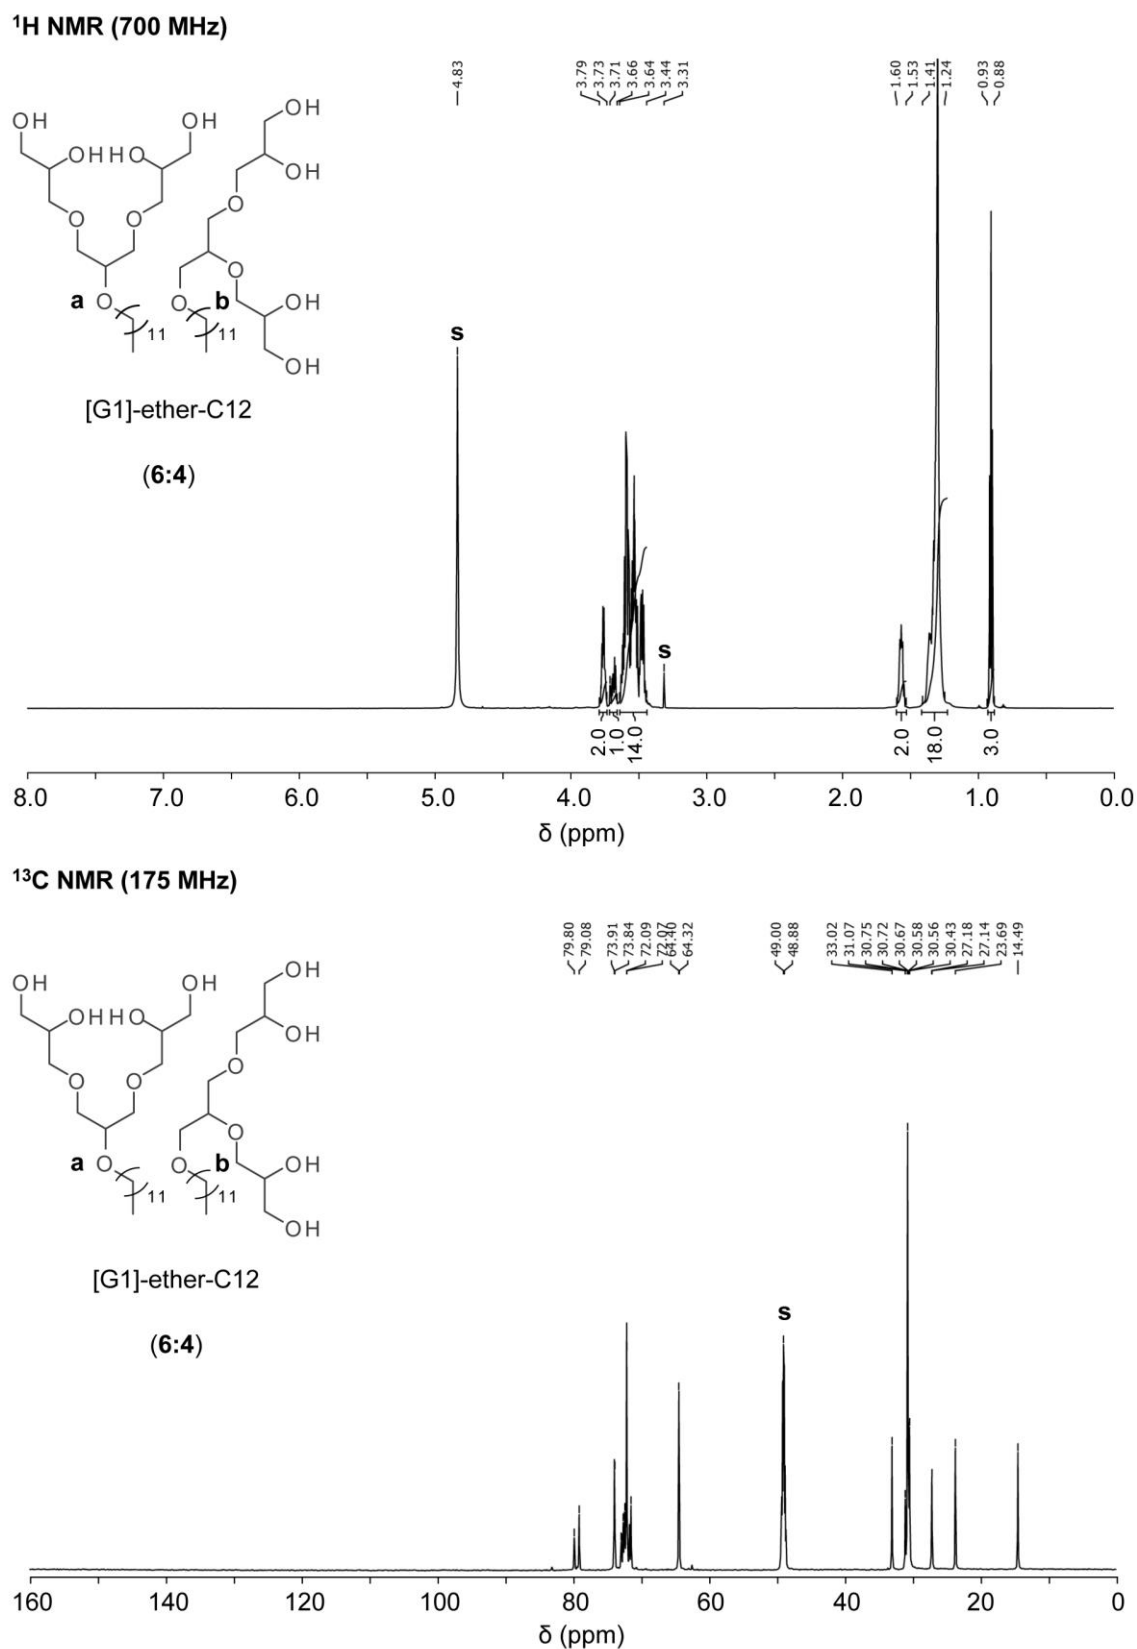 ¹H NMR (700 MHz)
4.83
3.79
3.73
3.71
3.66
3.64
3.44
3.31
1.60
1.53
1.41
1.24
0.93
0.88
OH
OH
OH
OH HO
OH
O
O
O
O
a
O
O
b
OH
11
11
OH
s
s
[G1]-ether-C12
(6:4)
2.0
1.0
14.0
2.0
18.0
3.0
8.0 7.0 6.0 5.0 4.0 3.0 2.0 1.0 0.0
δ (ppm)
¹³C NMR (175 MHz)
79.80
79.08
73.91
73.84
72.09
72.07
64.40
64.32
49.00
48.88
33.02
31.07
30.75
30.72
30.67
30.58
30.56
30.43
27.18
27.14
23.69
14.49
OH
OH
OH
OH HO
OH
O
O
O
O
a
O
O
b
OH
11
11
OH
[G1]-ether-C12
s
(6:4)
160 140 120 100 80 60 40 20 0
δ (ppm)